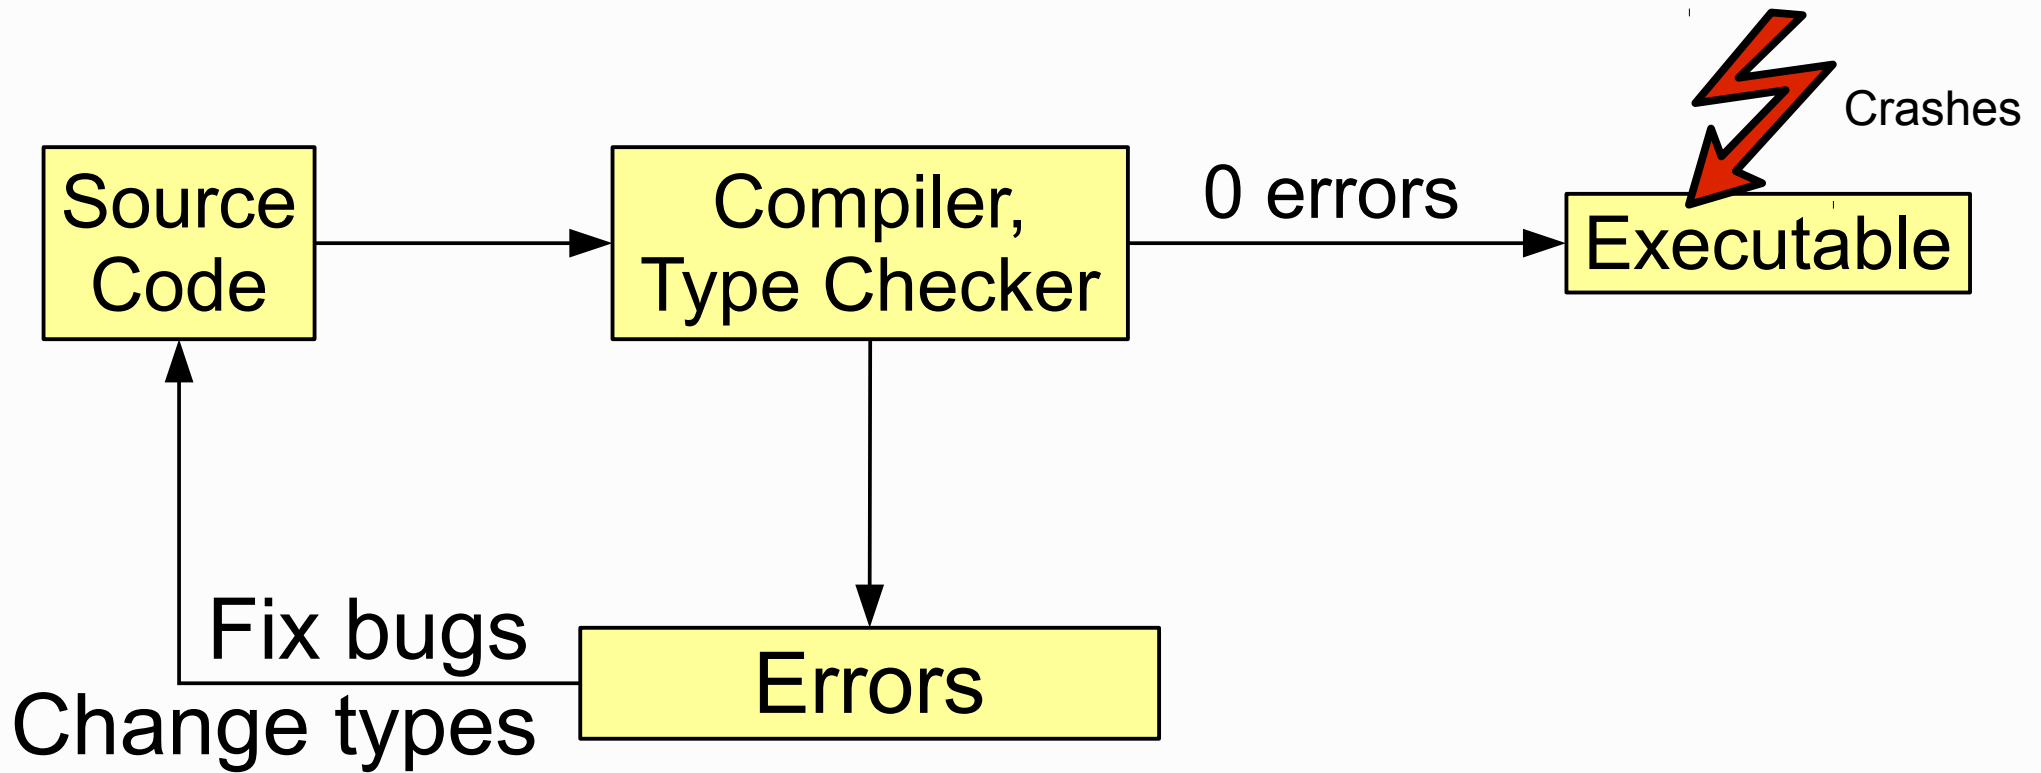 Crashes
Source
Code
Compiler,
Type Checker
0 errors
Executable
Fix bugs
Change types
Errors